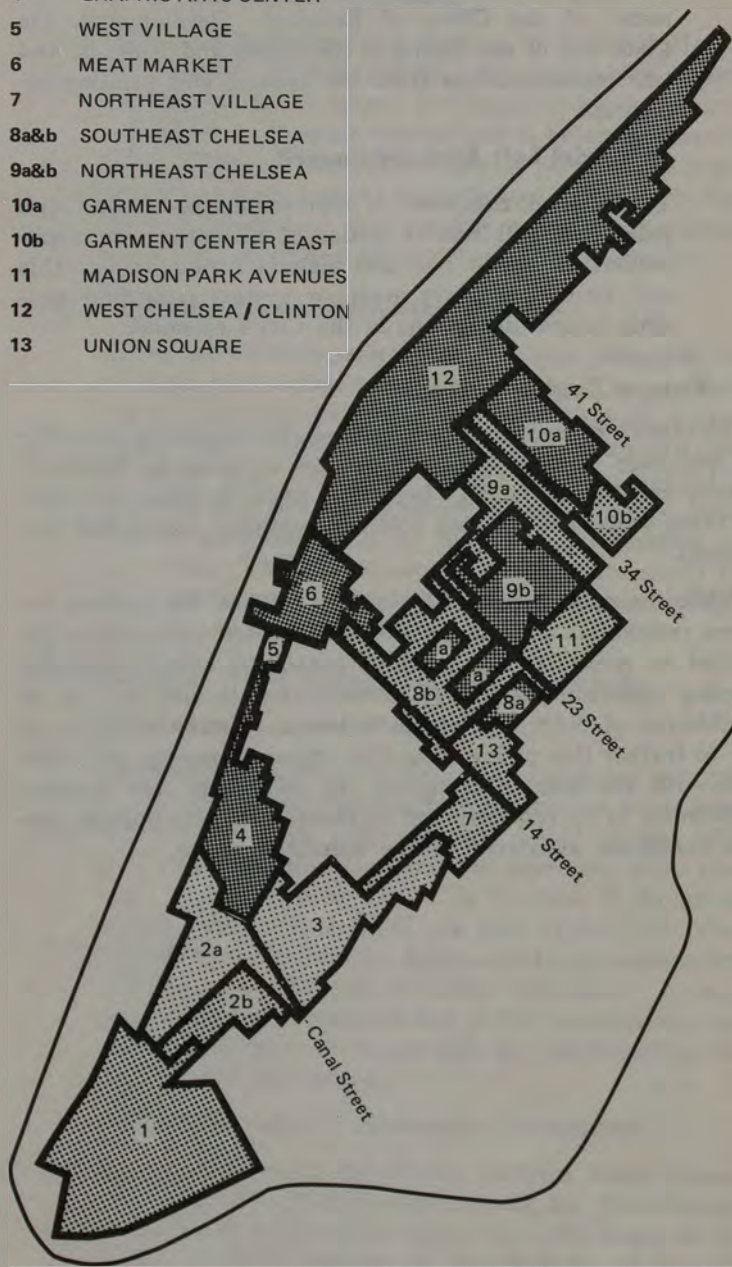 5 WEST VILLAGE
6 MEAT MARKET
7 NORTHEAST VILLAGE
8a&b SOUTHEAST CHELSEA
9a&b NORTHEAST CHELSEA
10a GARMENT CENTER
10b GARMENT CENTER EAST
11 MADISON PARK AVENUES
12 WEST CHELSEA / CLINTON
13 UNION SQUARE
12
41 Street
10a
9a
10b
34 Street
6
9b
11
5
a
a
8a
8b
23 Street
13
4
7
14 Street
3
2a
2b
Canal Street
1